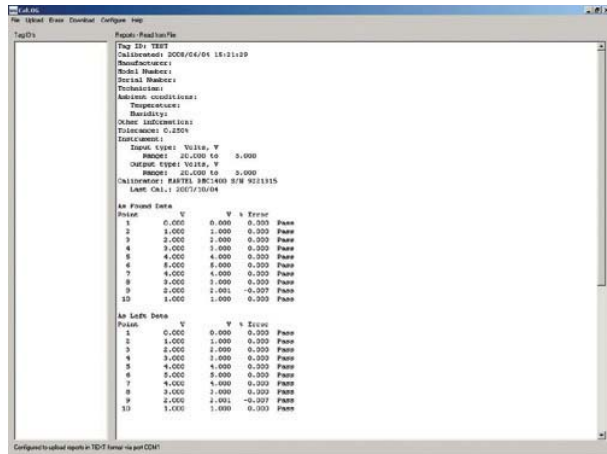 CalLOG
File Upload Erase Download Configure Help
Tag ID's
Reports - Read from File
Tag ID: TEST
Calibrated: 2008/06/04 15:21:29
Manufacturer:
Model Number:
Serial Number:
Technician:
Ambient conditions:
Temperature:
Humidity:
Other information:
Tolerance: 0.250%
Instrument:
Input type: Volts, V
Range: 20.000 to 5.000
Output type: Volts, V
Range: 20.000 to 5.000
Calibrator: MARTEL DMC1400 S/N 9221315
Last Cal.: 2007/10/04
As Found Data
Point V V % Error
1 0.000 0.000 0.000 Pass
2 1.000 1.000 0.000 Pass
3 2.000 2.000 0.000 Pass
4 3.000 3.000 0.000 Pass
5 4.000 4.000 0.000 Pass
6 5.000 5.000 0.000 Pass
7 4.000 4.000 0.000 Pass
8 3.000 3.000 0.000 Pass
9 2.000 2.001 -0.007 Pass
10 1.000 1.000 0.000 Pass
As Left Data
Point V V % Error
1 0.000 0.000 0.000 Pass
2 1.000 1.000 0.000 Pass
3 2.000 2.000 0.000 Pass
4 3.000 3.000 0.000 Pass
5 4.000 4.000 0.000 Pass
6 5.000 5.000 0.000 Pass
7 4.000 4.000 0.000 Pass
8 3.000 3.000 0.000 Pass
9 2.000 2.001 -0.007 Pass
10 1.000 1.000 0.000 Pass
Configured to upload reports in TEXT format via port COM1